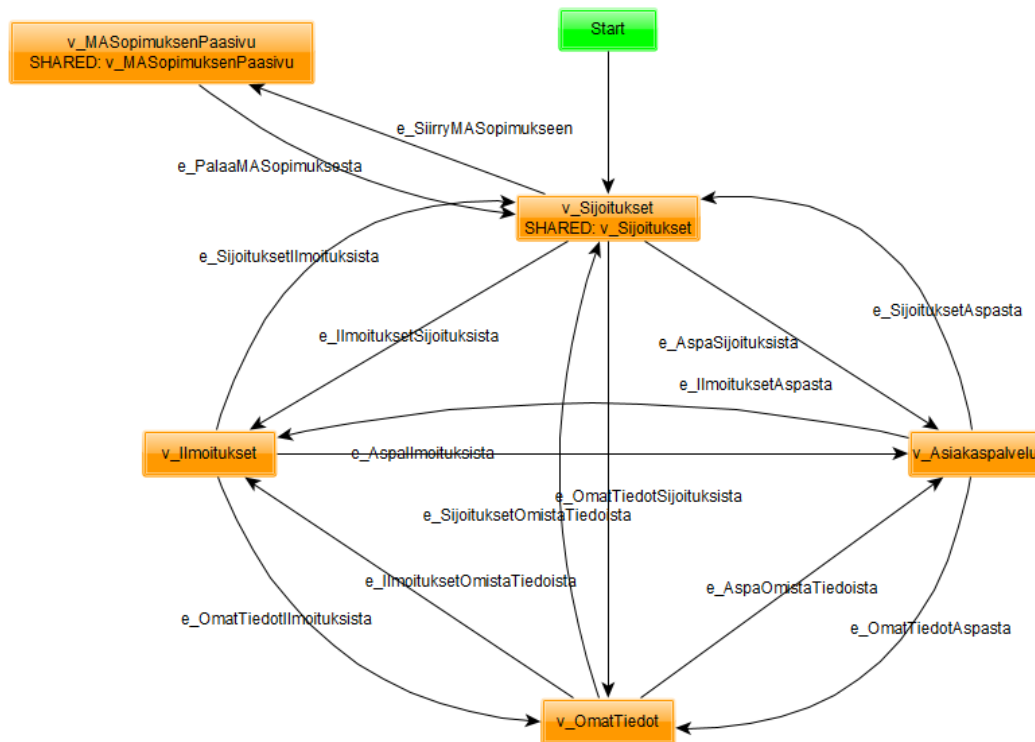 Start
v_MASopimuksenPaasivu
SHARED: v_MASopimuksenPaasivu
e_SiirryMASopimukseen
e_PalaaMASopimuksesta
v_Sijoitukset
SHARED: v_Sijoitukset
e_SijoituksetIlmoituksista
e_SijoituksetAspasta
e_IlmoituksetSijoituksista
e_AspaSijoituksista
e_IlmoituksetAspasta
v_Ilmoitukset
e_AspaIlmoituksista
v_Asiakaspalvelu
e_OmatTiedotSijoituksista
e_SijoituksetOmistaTiedoista
e_IlmoituksetOmistaTiedoista
e_AspaOmistaTiedoista
e_OmatTiedotIlmoituksista
e_OmatTiedotAspasta
v_OmatTiedot